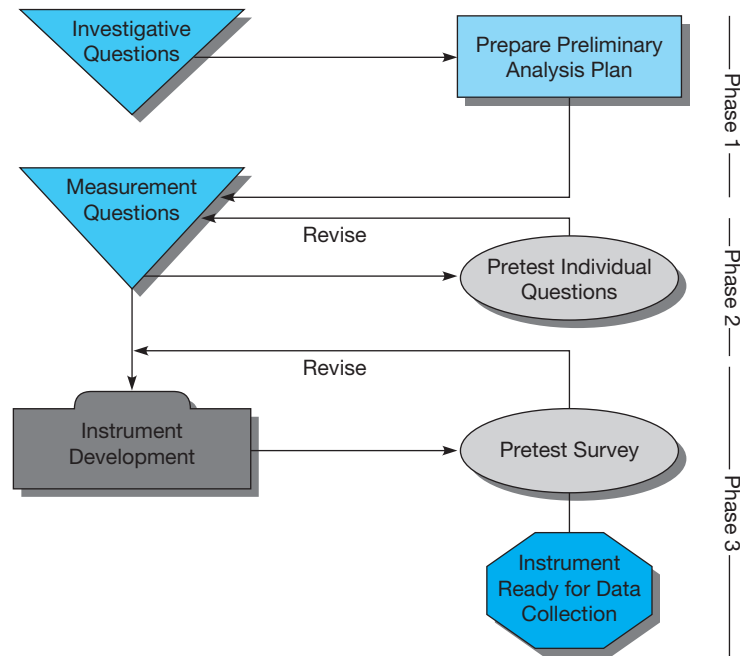 Investigative
Questions
Prepare Preliminary
Analysis Plan
Phase 1
Measurement
Questions
Revise
Pretest Individual
Questions
Phase 2
Revise
Instrument
Development
Pretest Survey
Phase 3
Instrument
Ready for Data
Collection